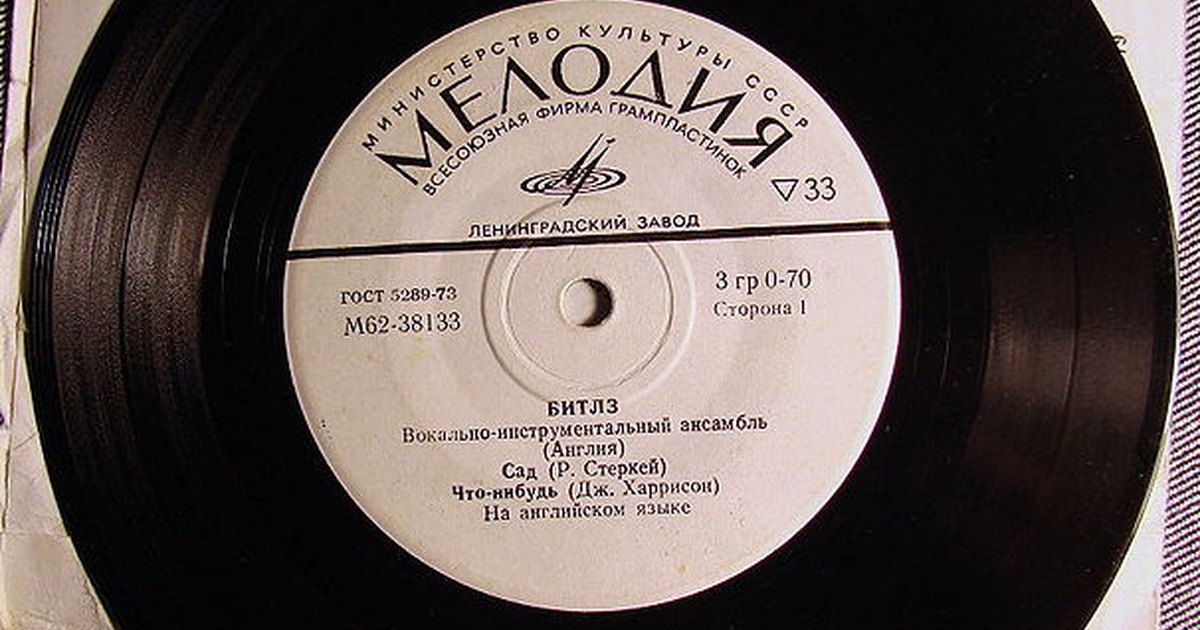 МИНИСТЕРСТВО КУЛЬТУРЫ СССР
МЕЛОДИЯ
ВСЕСОЮЗНАЯ ФИРМА ГРАМПЛАСТИНОК
▽33
ЛЕНИНГРАДСКИЙ ЗАВОД
ГОСТ 5289-73
М62-38133
3 гр 0-70
Сторона 1
БИТЛЗ
Вокально-инструментальный ансамбль
(Англия)
Сад (Р. Стеркей)
Что-нибудь (Дж. Харрисон)
На английском языке